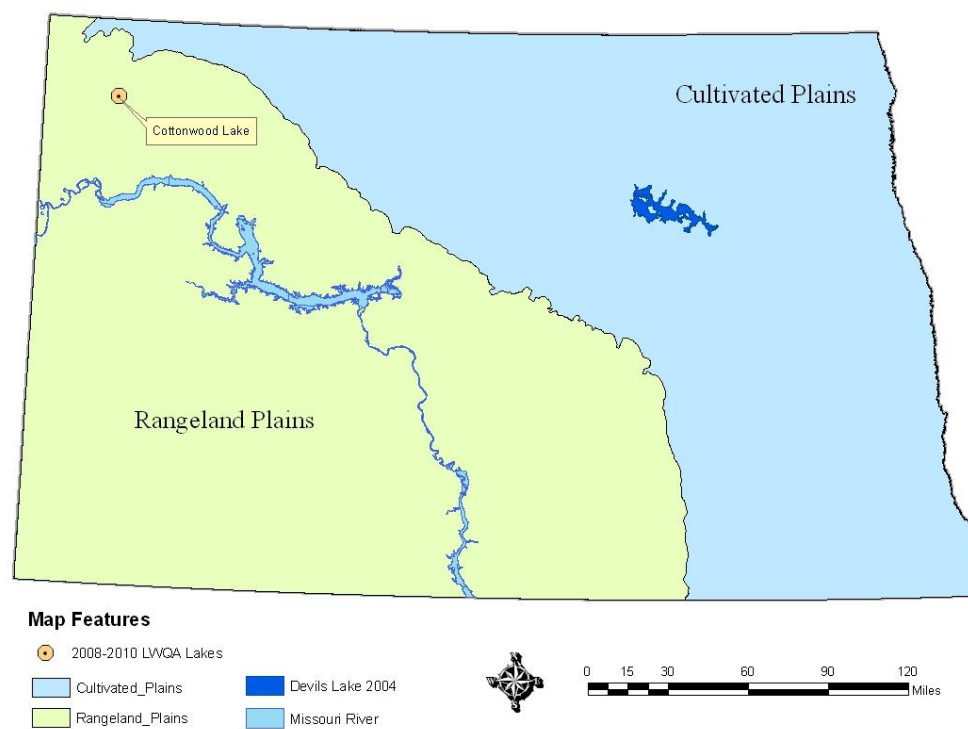 Cultivated Plains
Cottonwood Lake
Rangeland Plains
Map Features
2008-2010 LWQA Lakes
Cultivated_Plains
Devils Lake 2004
Rangeland_Plains
Missouri River
0 15 30 60 90 120
Miles